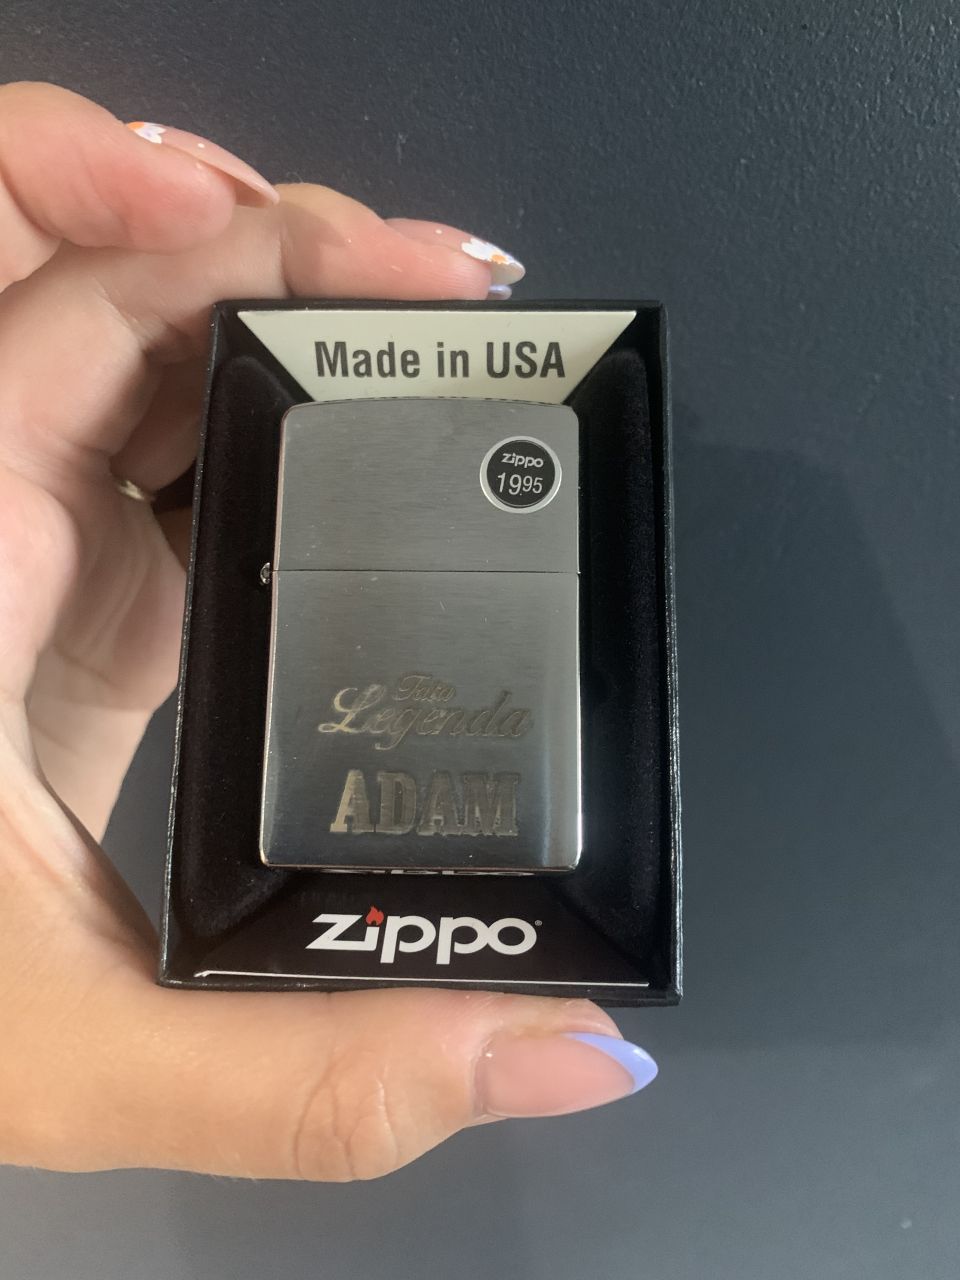 Made in USA
zippo
19.95
Tata
Legenda
ADAM
zippo®